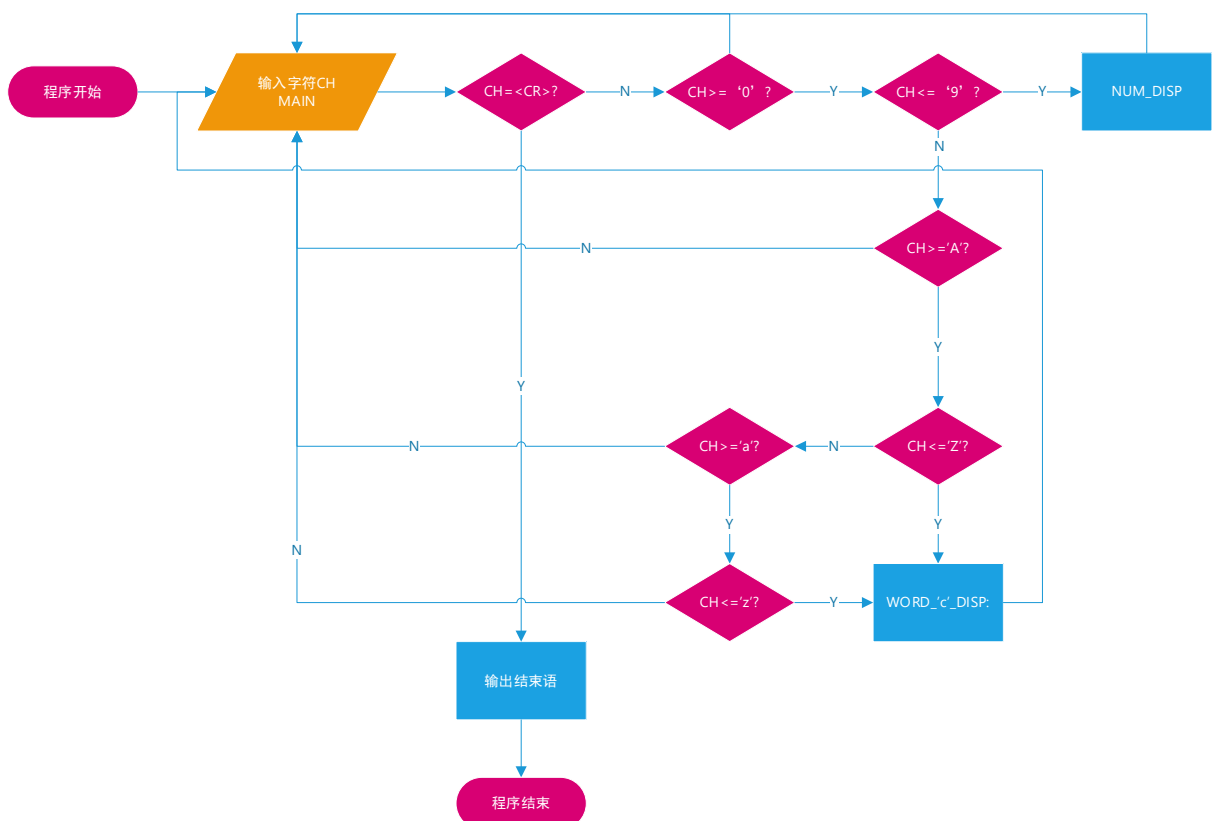 程序开始
输入字符CH
MAIN
CH=<CR>?
N
CH>=‘0’?
Y
CH<=‘9’?
Y
NUM_DISP
N
CH>='A'?
N
Y
Y
CH>='a'?
N
CH<='Z'?
N
Y
Y
N
CH<='z'?
Y
WORD_'c'_DISP:
输出结束语
程序结束